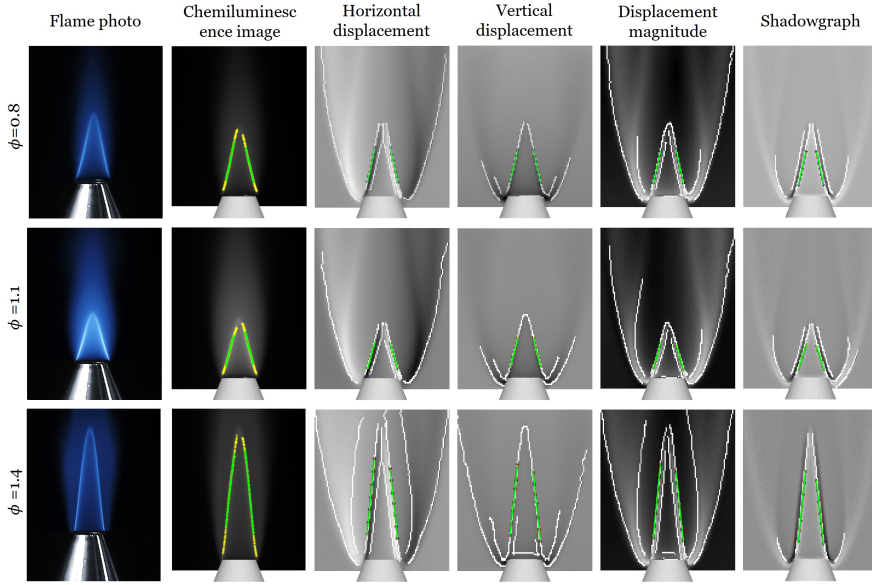 Flame photo
Chemiluminesc
ence image
Horizontal
displacement
Vertical
displacement
Displacement
magnitude
Shadowgraph
ϕ=0.8
ϕ=1.1
ϕ=1.4